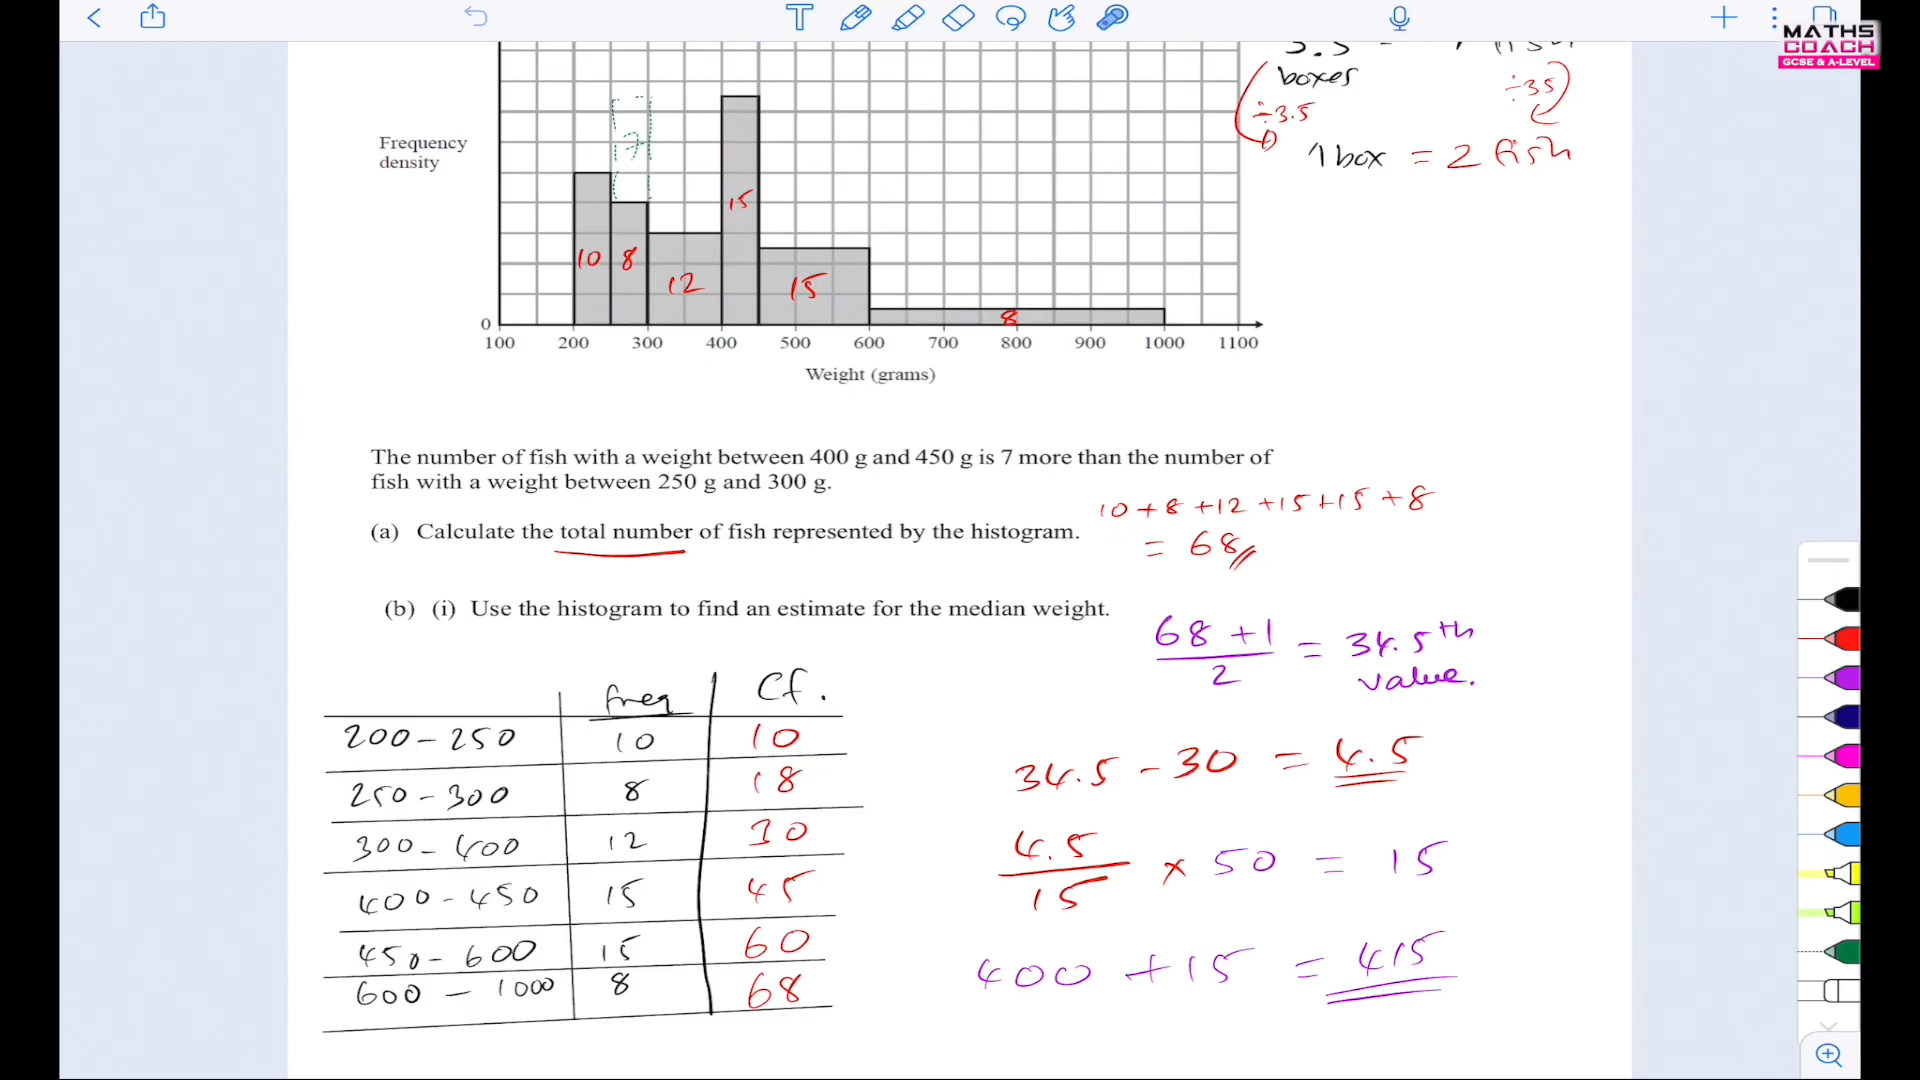 MATHS
COACH
GCSE & A-LEVEL
boxes
÷3.5
÷3.5
1 box = 2 fish
Frequency
density
7
15
10
8
12
15
8
0
100 200 300 400 500 600 700 800 900 1000 1100
Weight (grams)
The number of fish with a weight between 400 g and 450 g is 7 more than the number of
fish with a weight between 250 g and 300 g.
10 + 8 + 12 + 15 + 15 + 8
(a) Calculate the total number of fish represented by the histogram.
= 68
(b) (i) Use the histogram to find an estimate for the median weight.
68 + 1 / 2 = 34.5th
value.
freq Cf.
200 - 250 10 10
250 - 300 8 18
300 - 400 12 30
400 - 450 15 45
450 - 600 15 60
600 - 1000 8 68
34.5 - 30 = 4.5
4.5 / 15 × 50 = 15
400 + 15 = 415